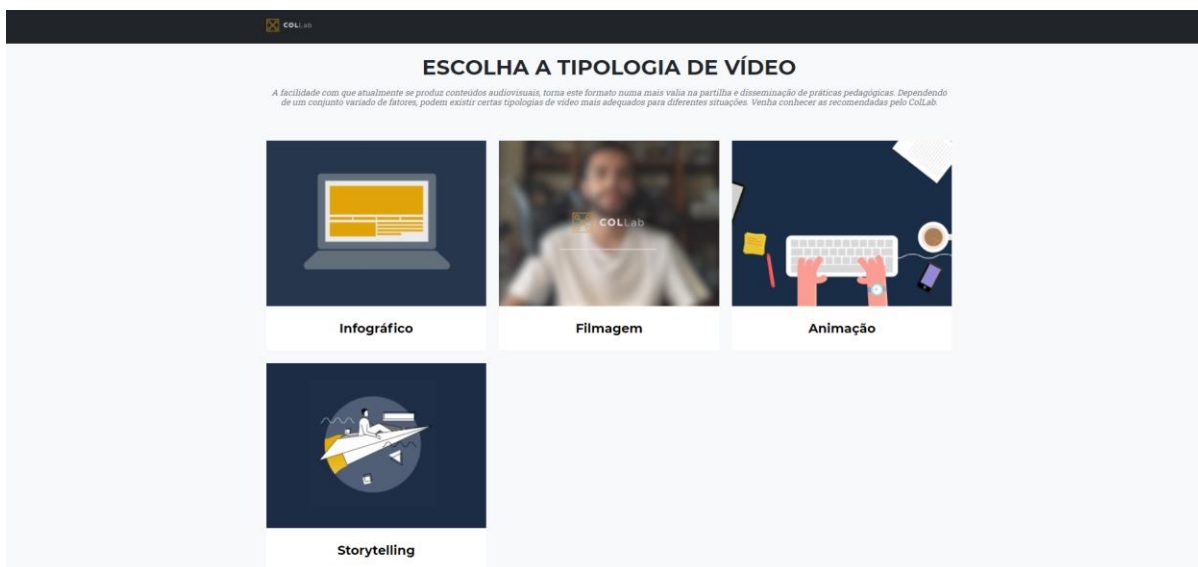 COLLab
ESCOLHA A TIPOLOGIA DE VÍDEO
A facilidade com que atualmente se produz conteúdos audiovisuais, torna este formato numa mais valia na partilha e disseminação de práticas pedagógicas. Dependendo
de um conjunto variado de fatores, podem existir certas tipologias de vídeo mais adequados para diferentes situações. Venha conhecer as recomendadas pelo ColLab.
COLLab
Infográfico
Filmagem
Animação
Storytelling